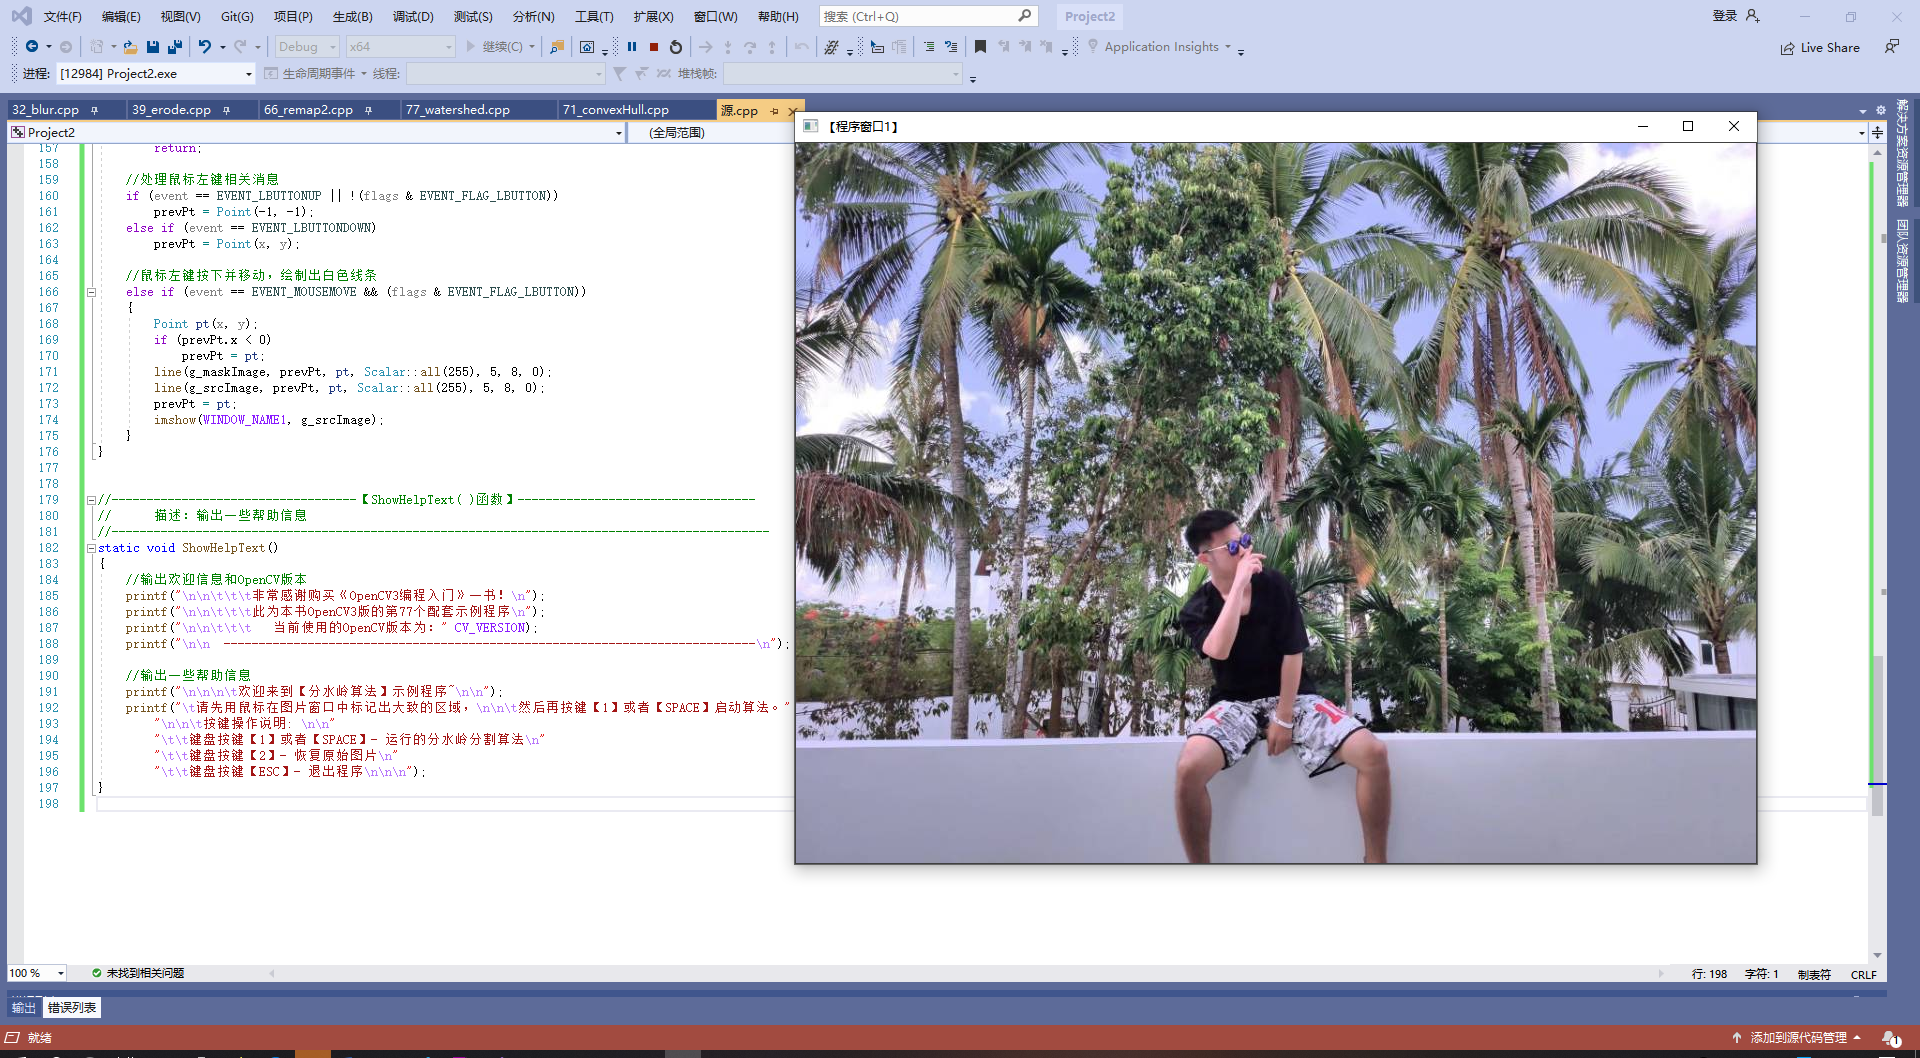 文件(F) 编辑(E) 视图(V) Git(G) 项目(P) 生成(B) 调试(D) 测试(S) 分析(N) 工具(T) 扩展(X) 窗口(W) 帮助(H) 搜索 (Ctrl+Q) Project2 登录
Debug x64 继续(C) Application Insights Live Share
进程: [12984] Project2.exe 生命周期事件 线程: 堆栈帧:
32_blur.cpp 39_erode.cpp 66_remap2.cpp 77_watershed.cpp 71_convexHull.cpp 源.cpp
Project2 (全局范围)
【程序窗口1】
解决方案资源管理器
团队资源管理器
157 return;
158
159 //处理鼠标左键相关消息
160 if (event == EVENT_LBUTTONUP || !(flags & EVENT_FLAG_LBUTTON))
161 prevPt = Point(-1, -1);
162 else if (event == EVENT_LBUTTONDOWN)
163 prevPt = Point(x, y);
164
165 //鼠标左键按下并移动，绘制出白色线条
166 else if (event == EVENT_MOUSEMOVE && (flags & EVENT_FLAG_LBUTTON))
167 {
168 Point pt(x, y);
169 if (prevPt.x < 0)
170 prevPt = pt;
171 line(g_maskImage, prevPt, pt, Scalar::all(255), 5, 8, 0);
172 line(g_srcImage, prevPt, pt, Scalar::all(255), 5, 8, 0);
173 prevPt = pt;
174 imshow(WINDOW_NAME1, g_srcImage);
175 }
176 }
177
178
179 //-----------------------------------【ShowHelpText( )函数】----------------------------------
180 // 描述：输出一些帮助信息
181 //----------------------------------------------------------------------------------------------
182 static void ShowHelpText()
183 {
184 //输出欢迎信息和OpenCV版本
185 printf("\n\n\t\t\t非常感谢购买《OpenCV3编程入门》一书！\n");
186 printf("\n\n\t\t\t此为本书OpenCV3版的第77个配套示例程序\n");
187 printf("\n\n\t\t\t 当前使用的OpenCV版本为：" CV_VERSION);
188 printf("\n\n ----------------------------------------------------------------------------\n");
189
190 //输出一些帮助信息
191 printf("\n\n\n\t欢迎来到【分水岭算法】示例程序~\n\n");
192 printf("\t请先用鼠标在图片窗口中标记出大致的区域，\n\n\t然后再按键【1】或者【SPACE】启动算法。"
193 "\n\n\t按键操作说明: \n\n"
194 "\t\t键盘按键【1】或者【SPACE】- 运行的分水岭分割算法\n"
195 "\t\t键盘按键【2】- 恢复原始图片\n"
196 "\t\t键盘按键【ESC】- 退出程序\n\n\n");
197 }
198
100 % 未找到相关问题 行: 198 字符: 1 制表符 CRLF
输出 错误列表
就绪 添加到源代码管理 1